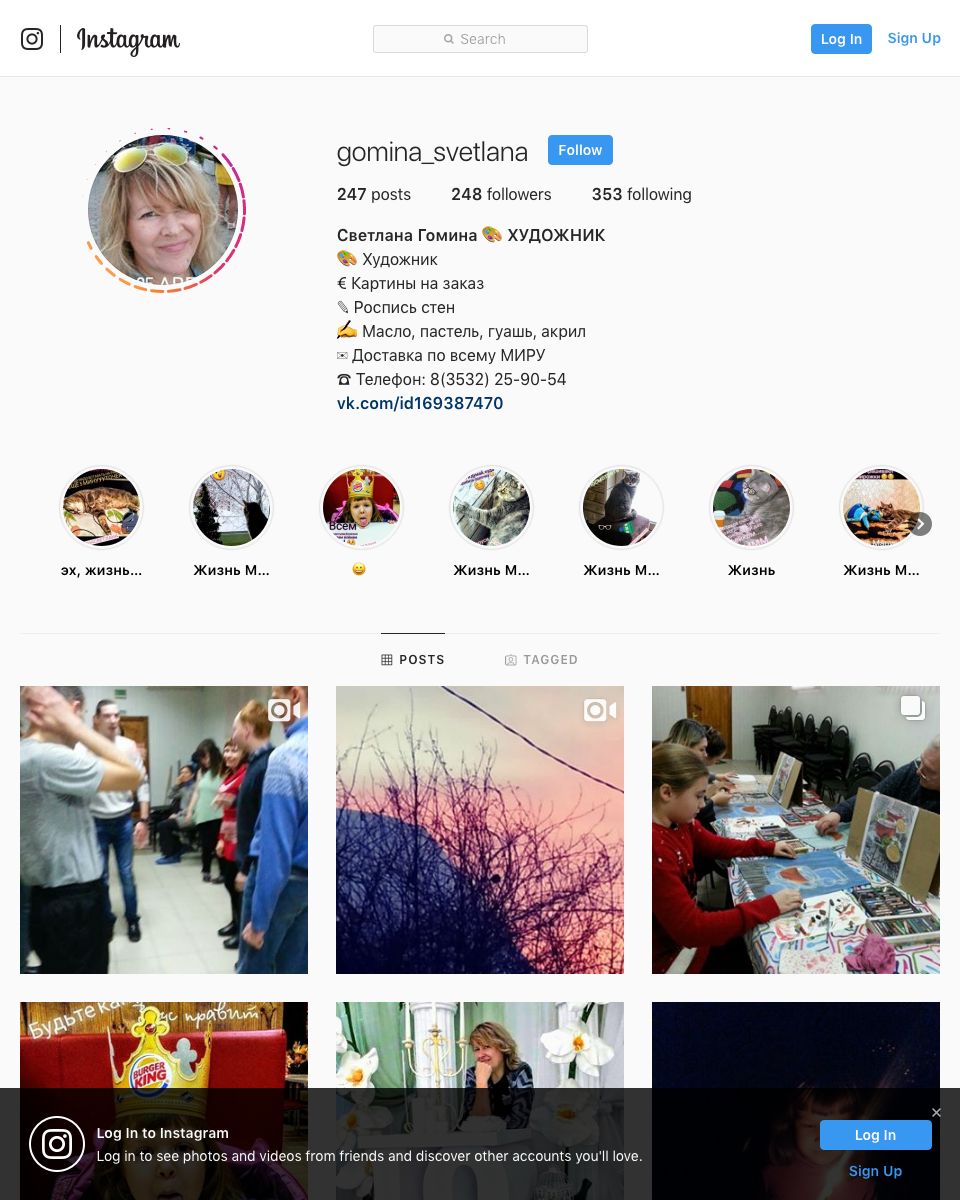 Instagram
Search
Log In
Sign Up
gomina_svetlana
Follow
247 posts
248 followers
353 following
Светлана Гомина 🎨 ХУДОЖНИК
🎨 Художник
€ Картины на заказ
✎ Роспись стен
✍ Масло, пастель, гуашь, акрил
✉ Доставка по всему МИРУ
☎ Телефон: 8(3532) 25-90-54
vk.com/id169387470
Всем
эх, жизнь...
Жизнь М...
😄
Жизнь М...
Жизнь М...
Жизнь
Жизнь М...
POSTS
TAGGED
Будьте
правит
BURGER
KING
Log In to Instagram
Log in to see photos and videos from friends and discover other accounts you'll love.
Log In
Sign Up